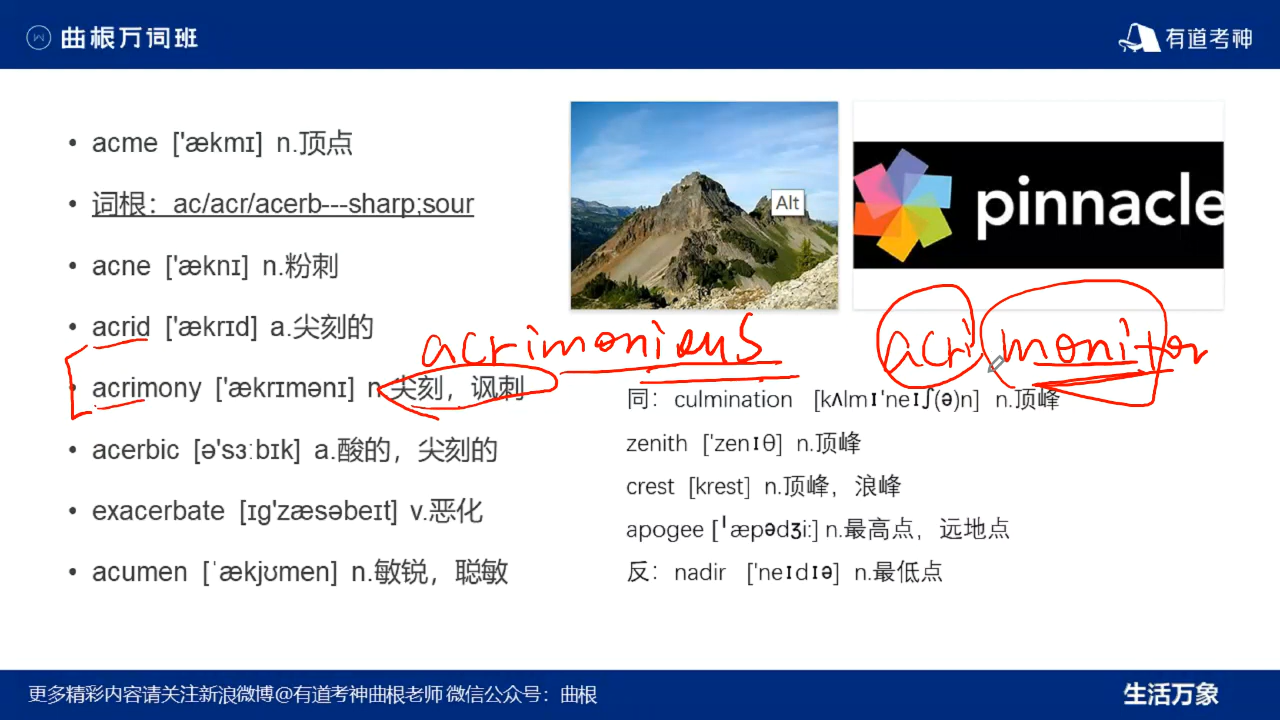 曲根万词班
有道考神
• acme ['ækmɪ] n.顶点
• 词根：ac/acr/acerb---sharp;sour
• acne ['æknɪ] n.粉刺
• acrid ['ækrɪd] a.尖刻的
• acrimony ['ækrɪmənɪ] n.尖刻，讽刺
• acerbic [ə'sɜːbɪk] a.酸的，尖刻的
• exacerbate [ɪg'zæsəbeɪt] v.恶化
• acumen [ˈækjʊmen] n.敏锐，聪敏
Alt
pinnacle
acrimonious
acri monitor
同：culmination [kʌlmɪ'neɪʃ(ə)n] n.顶峰
zenith ['zenɪθ] n.顶峰
crest [krest] n.顶峰，浪峰
apogee [ˈæpədʒiː] n.最高点，远地点
反：nadir ['neɪdɪə] n.最低点
更多精彩内容请关注新浪微博@有道考神曲根老师 微信公众号：曲根
生活万象